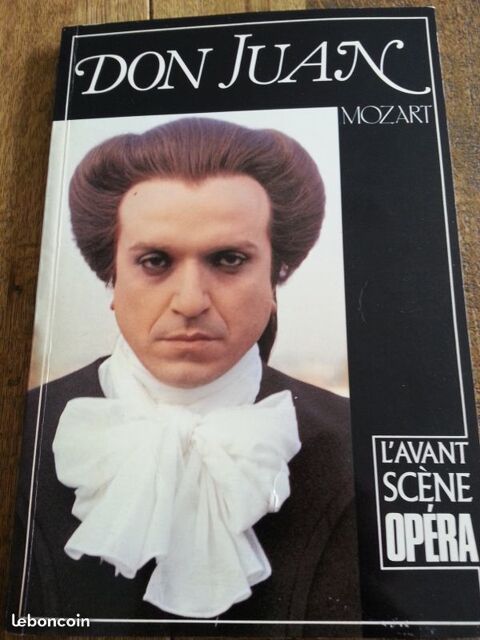 DON JUAN
MOZART
L'AVANT
SCÈNE
OPÉRA
leboncoin